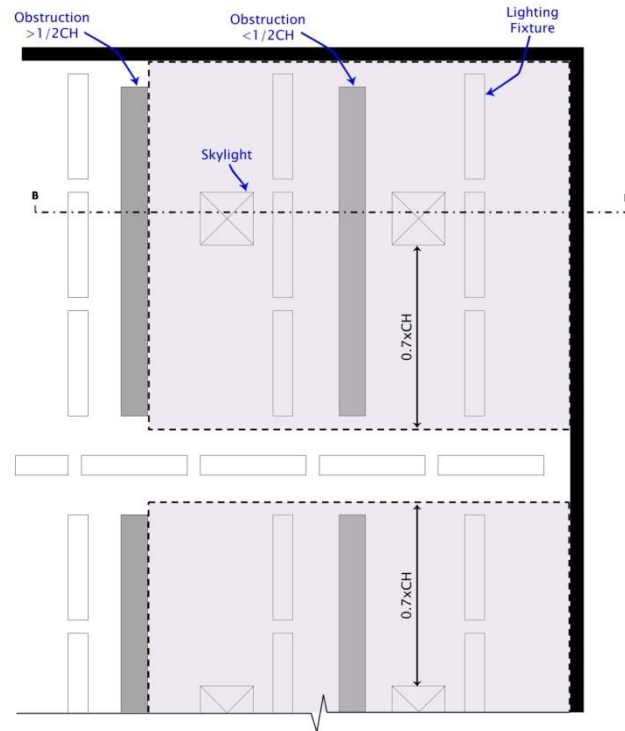 Obstruction
>1/2CH
Obstruction
<1/2CH
Lighting
Fixture
Skylight
B
0.7xCH
0.7xCH